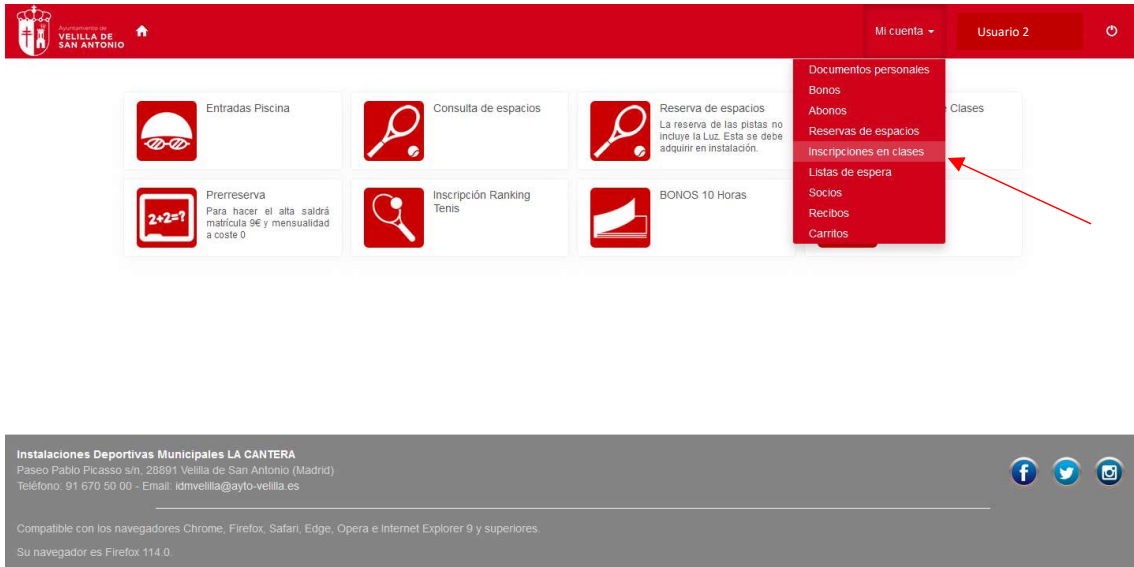 Ayuntamiento de
VELILLA DE
SAN ANTONIO
Mi cuenta
Usuario 2
Documentos personales
Bonos
Abonos
Reservas de espacios
Inscripciones en clases
Listas de espera
Socios
Recibos
Carritos
Entradas Piscina
Consulta de espacios
Reserva de espacios
La reserva de las pistas no
incluye la Luz. Esta se debe
adquirir en instalación.
Clases
2+2=?
Prerreserva
Para hacer el alta saldrá
matrícula 9€ y mensualidad
a coste 0
Inscripción Ranking
Tenis
BONOS 10 Horas
Instalaciones Deportivas Municipales LA CANTERA
Paseo Pablo Picasso s/n, 28891 Velilla de San Antonio (Madrid)
Teléfono: 91 670 50 00 - Email: idmvelilla@ayto-velilla.es
Compatible con los navegadores Chrome, Firefox, Safari, Edge, Opera e Internet Explorer 9 y superiores.
Su navegador es Firefox 114.0.